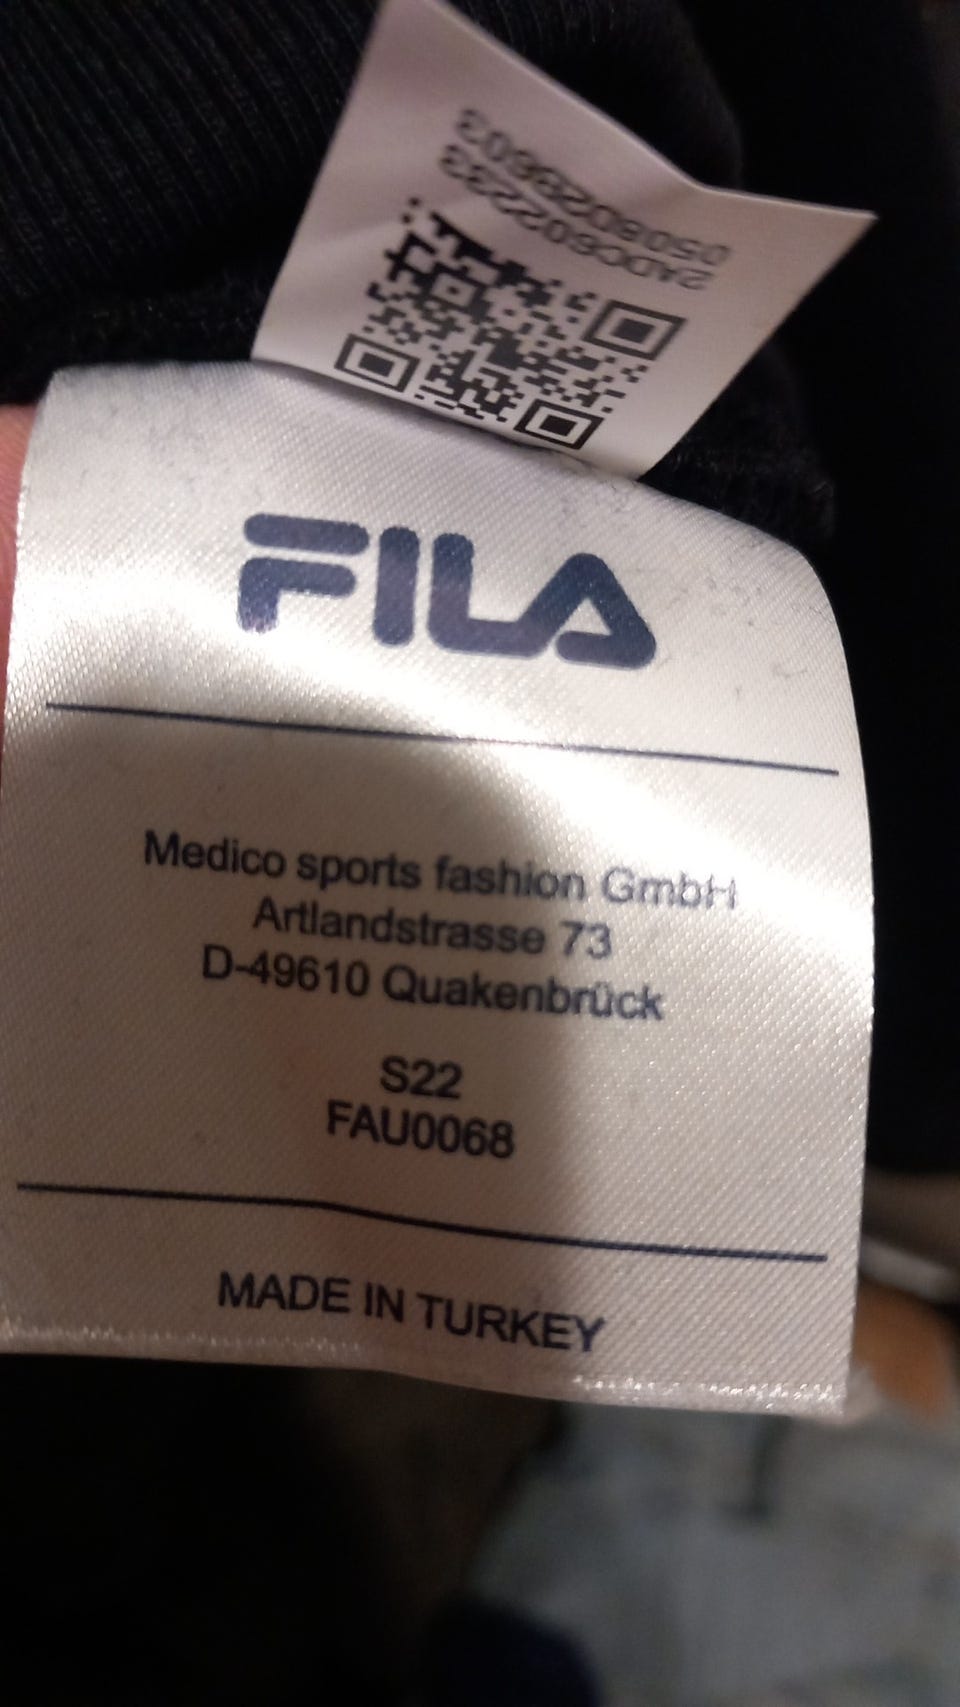 FILA
Medico sports fashion GmbH
Artlandstrasse 73
D-49610 Quakenbrück
S22
FAU0068
MADE IN TURKEY